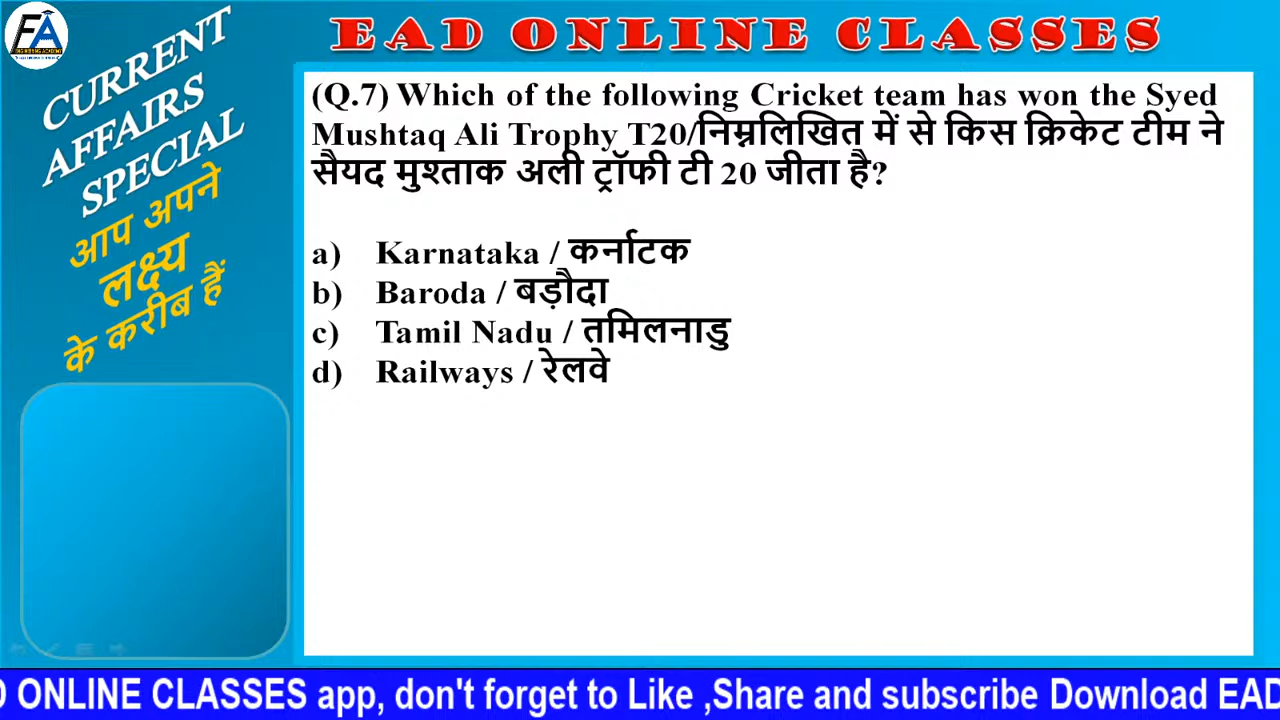 FA
EAD ONLINE CLASSES
CURRENT
AFFAIRS
SPECIAL
आप अपने
लक्ष्य
के करीब हैं
(Q.7) Which of the following Cricket team has won the Syed
Mushtaq Ali Trophy T20/निम्नलिखित में से किस क्रिकेट टीम ने
सैयद मुश्ताक अली ट्रॉफी टी 20 जीता है?
a) Karnataka / कर्नाटक
b) Baroda / बड़ौदा
c) Tamil Nadu / तमिलनाडु
d) Railways / रेलवे
D ONLINE CLASSES app, don't forget to Like ,Share and subscribe Download EAD